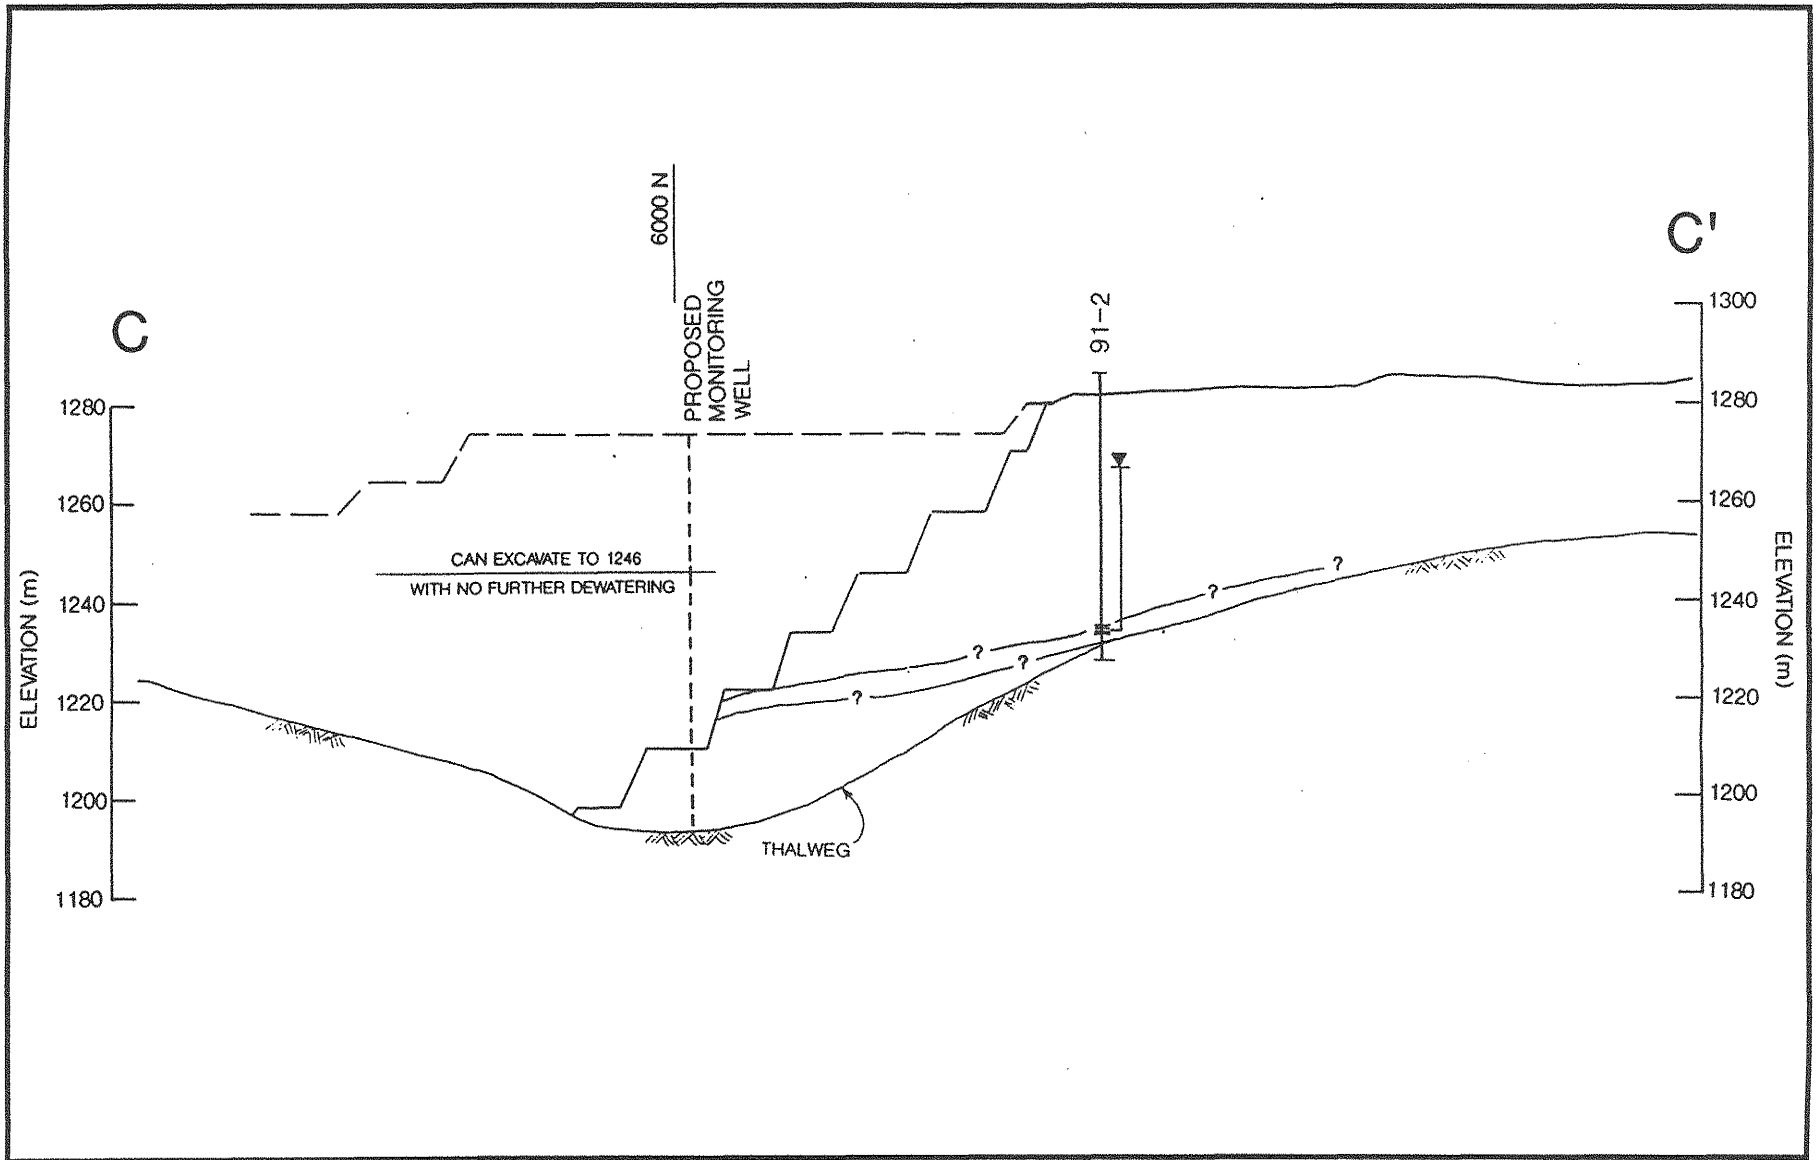 6000 N
C'
C
PROPOSED
MONITORING
WELL
91-2
1300
1280
1280
1260
1260
CAN EXCAVATE TO 1246
WITH NO FURTHER DEWATERING
ELEVATION (m)
ELEVATION (m)
1240
1240
?
?
?
?
?
1220
1220
1200
1200
THALWEG
1180
1180